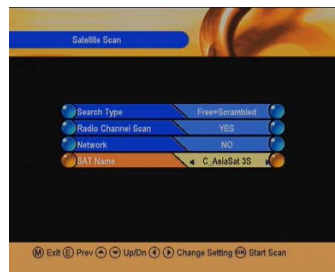 Satellite Scan
Search Type Free+Scrambled
Radio Channel Scan YES
Network NO
SAT Name C_AsiaSat 3S
M Exit E Prev Up/Dn Change Setting OK Start Scan